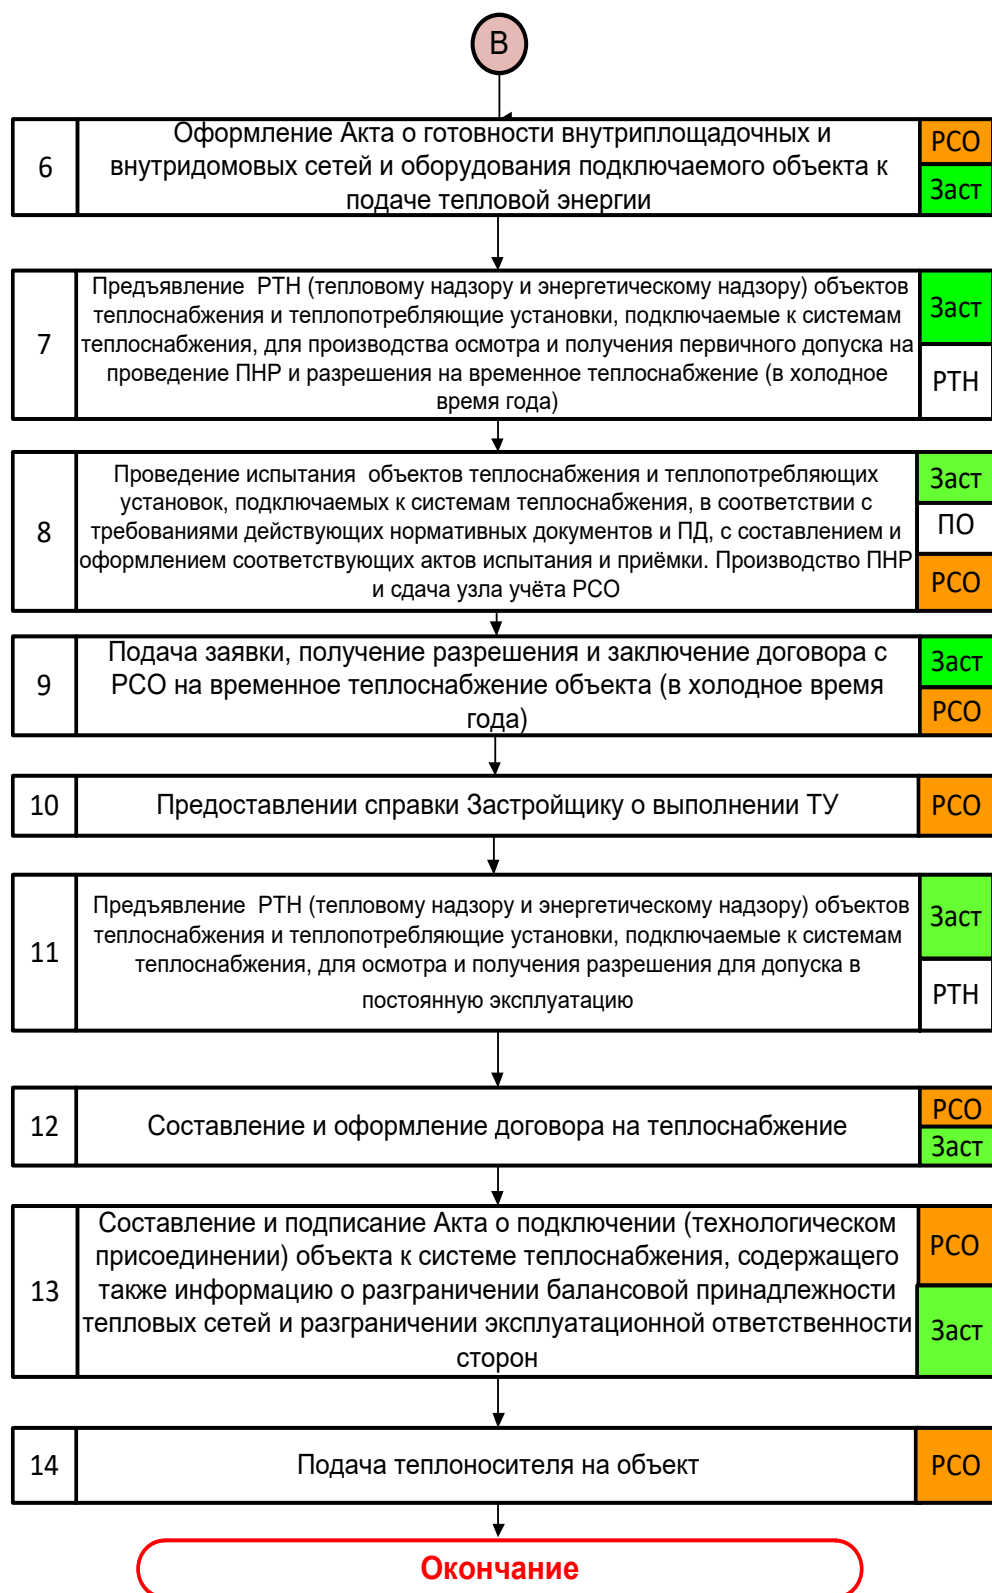 В
6
Оформление Акта о готовности внутриплощадочных и
внутридомовых сетей и оборудования подключаемого объекта к
подаче тепловой энергии
РСО
Заст
7
Предъявление РТН (тепловому надзору и энергетическому надзору) объектов
теплоснабжения и теплопотребляющие установки, подключаемые к системам
теплоснабжения, для производства осмотра и получения первичного допуска на
проведение ПНР и разрешения на временное теплоснабжение (в холодное
время года)
Заст
РТН
8
Проведение испытания объектов теплоснабжения и теплопотребляющих
установок, подключаемых к системам теплоснабжения, в соответствии с
требованиями действующих нормативных документов и ПД, с составлением и
оформлением соответствующих актов испытания и приёмки. Производство ПНР
и сдача узла учёта РСО
Заст
ПО
РСО
9
Подача заявки, получение разрешения и заключение договора с
РСО на временное теплоснабжение объекта (в холодное время
года)
Заст
РСО
10
Предоставлении справки Застройщику о выполнении ТУ
РСО
11
Предъявление РТН (тепловому надзору и энергетическому надзору) объектов
теплоснабжения и теплопотребляющие установки, подключаемые к системам
теплоснабжения, для осмотра и получения разрешения для допуска в
постоянную эксплуатацию
Заст
РТН
12
Составление и оформление договора на теплоснабжение
РСО
Заст
13
Составление и подписание Акта о подключении (технологическом
присоединении) объекта к системе теплоснабжения, содержащего
также информацию о разграничении балансовой принадлежности
тепловых сетей и разграничении эксплуатационной ответственности
сторон
РСО
Заст
14
Подача теплоносителя на объект
РСО
Окончание